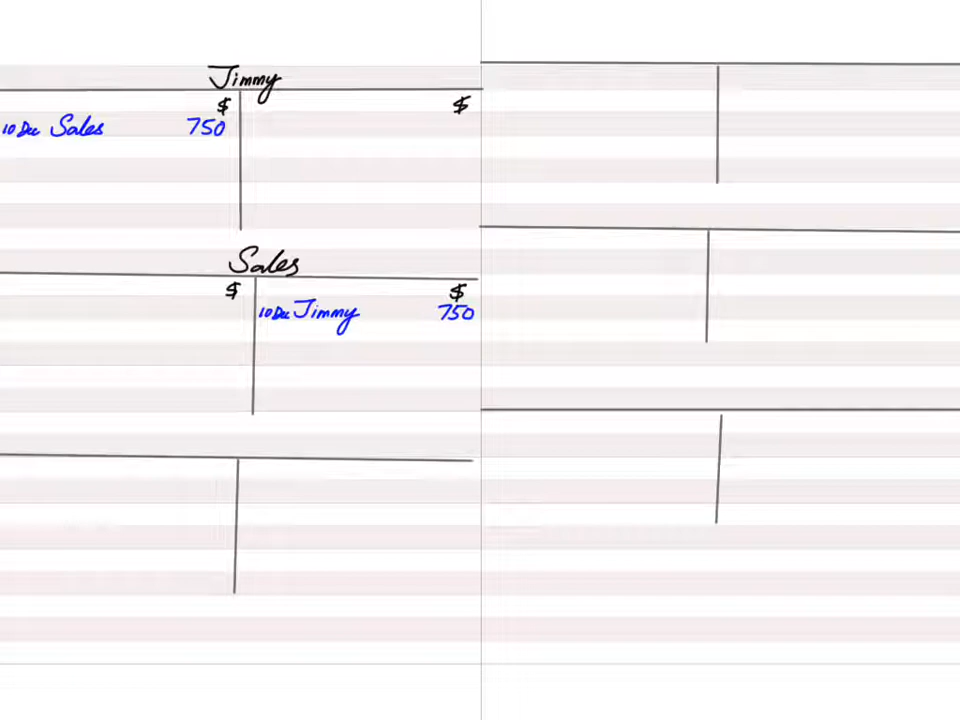 Jimmy
$ $
10 Dec Sales 750
Sales
$ $
10 Dec Jimmy 750